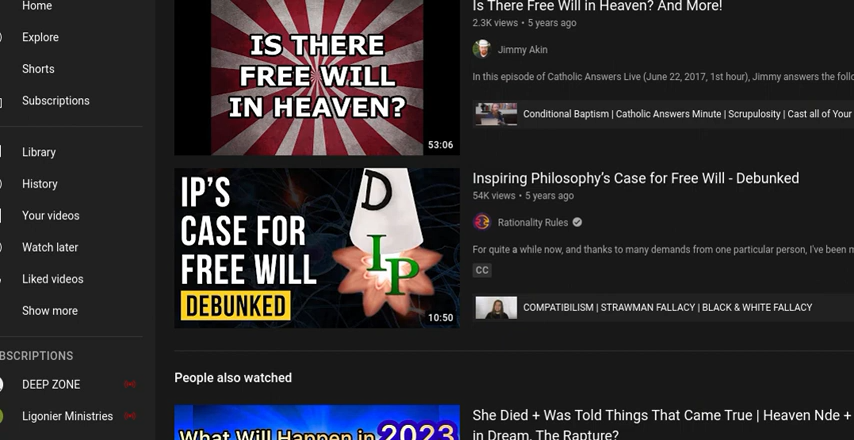 Home
Explore
Shorts
Subscriptions
Library
History
Your videos
Watch later
Liked videos
Show more
BSCRIPTIONS
DEEP ZONE
Ligonier Ministries
IS THERE
FREE WILL
IN HEAVEN?
53:06
Is There Free Will in Heaven? And More!
2.3K views • 5 years ago
Jimmy Akin
In this episode of Catholic Answers Live (June 22, 2017, 1st hour), Jimmy answers the follo
Conditional Baptism | Catholic Answers Minute | Scrupulosity | Cast all of Your
IP'S
CASE FOR
FREE WILL
DEBUNKED
D
IP
10:50
Inspiring Philosophy's Case for Free Will - Debunked
54K views • 5 years ago
Rationality Rules
For quite a while now, and thanks to many demands from one particular person, I've been m
CC
COMPATIBILISM | STRAWMAN FALLACY | BLACK & WHITE FALLACY
People also watched
What Will Happen in 2023
She Died + Was Told Things That Came True | Heaven Nde +
in Dream. The Rapture?